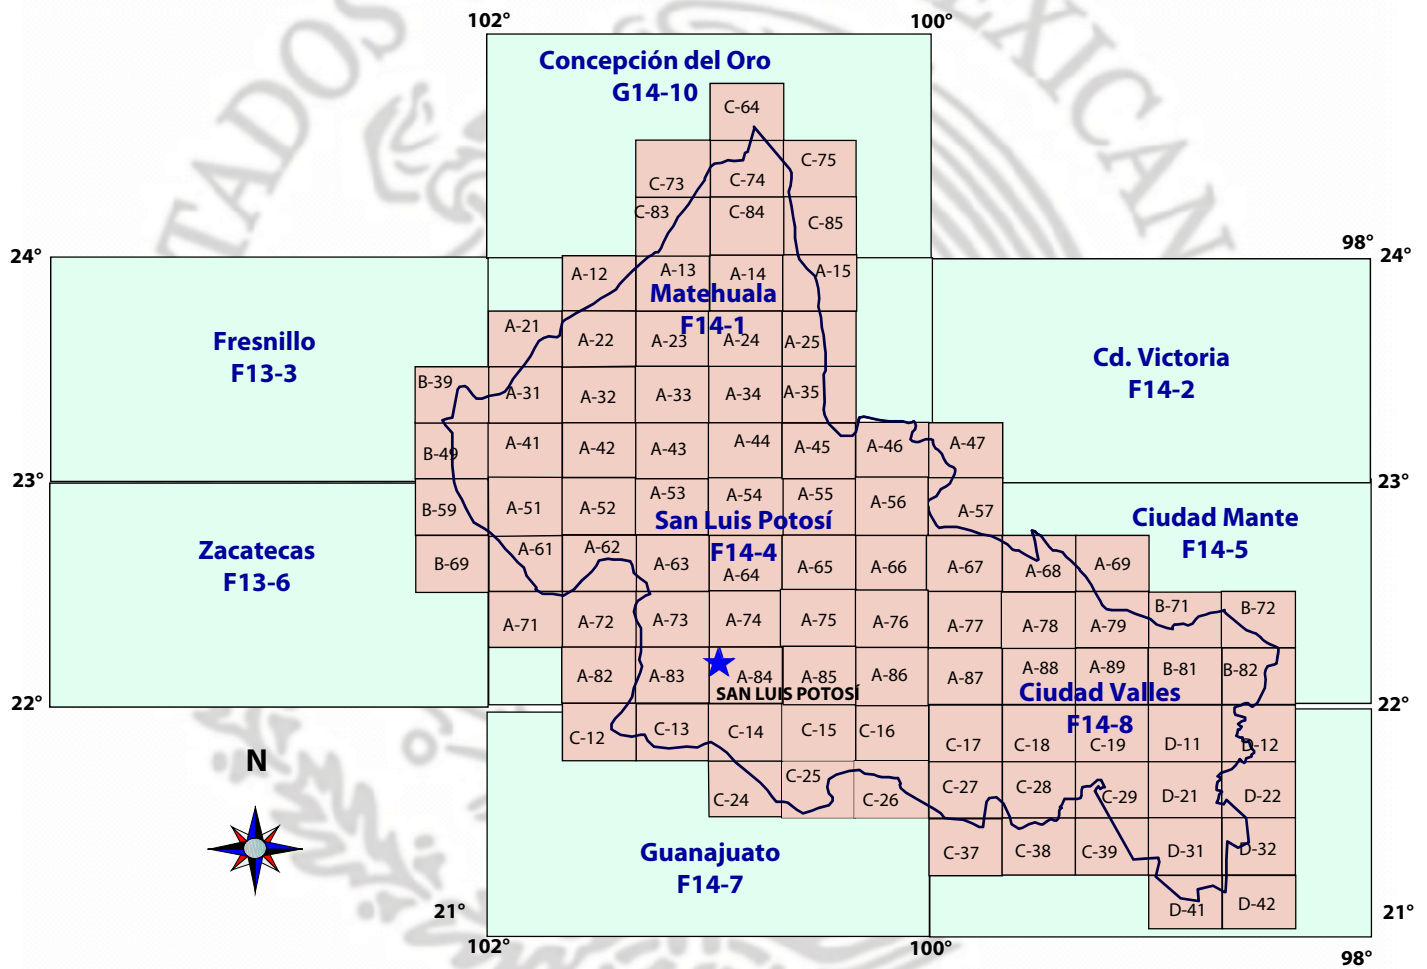 TADOS
MEXICAN
102°
100°
Concepción del Oro
G14-10
C-64
C-73
C-74
C-75
C-83
C-84
C-85
24°
98°
24°
A-12
A-13
A-14
A-15
Matehuala
F14-1
A-21
A-22
A-23
A-24
A-25
Fresnillo
F13-3
Cd. Victoria
F14-2
B-39
A-31
A-32
A-33
A-34
A-35
B-49
A-41
A-42
A-43
A-44
A-45
A-46
A-47
23°
23°
B-59
A-51
A-52
A-53
A-54
A-55
A-56
A-57
San Luis Potosí
F14-4
Ciudad Mante
F14-5
Zacatecas
F13-6
B-69
A-61
A-62
A-63
A-64
A-65
A-66
A-67
A-68
A-69
A-71
A-72
A-73
A-74
A-75
A-76
A-77
A-78
A-79
B-71
B-72
A-82
A-83
A-84
A-85
A-86
A-87
A-88
A-89
B-81
B-82
SAN LUIS POTOSÍ
Ciudad Valles
F14-8
22°
22°
C-12
C-13
C-14
C-15
C-16
C-17
C-18
C-19
D-11
D-12
N
C-24
C-25
C-26
C-27
C-28
C-29
D-21
D-22
Guanajuato
F14-7
C-37
C-38
C-39
D-31
D-32
D-41
D-42
21°
21°
102°
100°
98°